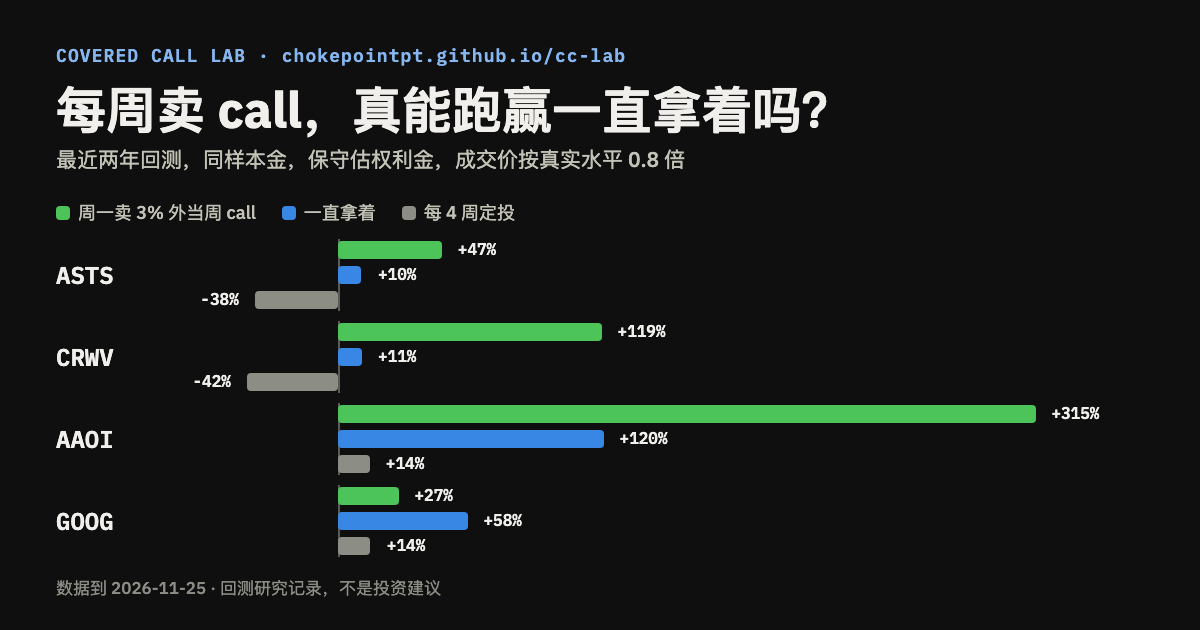 COVERED CALL LAB · chokepointpt.github.io/cc-lab
每周卖 call，真能跑赢一直拿着吗？
最近两年回测，同样本金，保守估权利金，成交价按真实水平 0.8 倍
周一卖 3% 外当周 call 一直拿着 每 4 周定投
+47%
ASTS +10%
-38%
+119%
CRWV +11%
-42%
+315%
AAOI +120%
+14%
+27%
GOOG +58%
+14%
数据到 2026-11-25 · 回测研究记录，不是投资建议